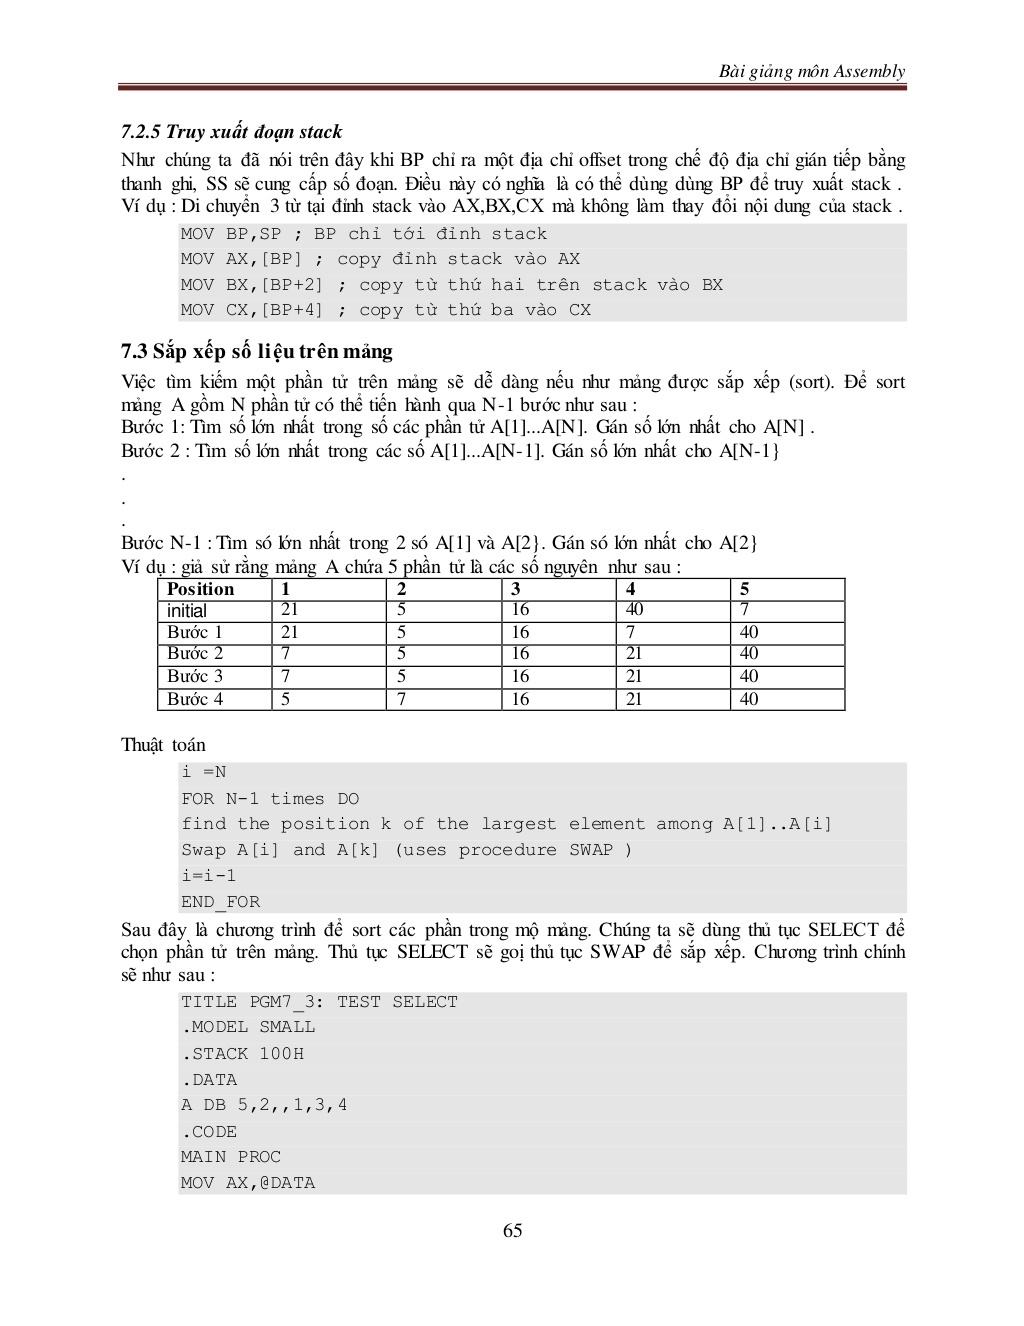 Bài giảng môn Assembly
7.2.5 Truy xuất đoạn stack
Như chúng ta đã nói trên đây khi BP chỉ ra một địa chỉ offset trong chế độ địa chỉ gián tiếp bằng
thanh ghi, SS sẽ cung cấp số đoạn. Điều này có nghĩa là có thể dùng dùng BP để truy xuất stack .
Ví dụ : Di chuyển 3 từ tại đỉnh stack vào AX,BX,CX mà không làm thay đổi nội dung của stack .
MOV BP,SP ; BP chỉ tới đỉnh stack
MOV AX,[BP] ; copy đỉnh stack vào AX
MOV BX,[BP+2] ; copy từ thứ hai trên stack vào BX
MOV CX,[BP+4] ; copy từ thứ ba vào CX
7.3 Sắp xếp số liệu trên mảng
Việc tìm kiếm một phần tử trên mảng sẽ dễ dàng nếu như mảng được sắp xếp (sort). Để sort
mảng A gồm N phần tử có thể tiến hành qua N-1 bước như sau :
Bước 1: Tìm số lớn nhất trong số các phần tử A[1]...A[N]. Gán số lớn nhất cho A[N] .
Bước 2 : Tìm số lớn nhất trong các số A[1]...A[N-1]. Gán số lớn nhất cho A[N-1}
.
.
.
Bước N-1 : Tìm só lớn nhất trong 2 só A[1] và A[2}. Gán só lớn nhất cho A[2}
Ví dụ : giả sử rằng mảng A chứa 5 phần tử là các số nguyên như sau :
Position 1 2 3 4 5
initial 21 5 16 40 7
Bước 1 21 5 16 7 40
Bước 2 7 5 16 21 40
Bước 3 7 5 16 21 40
Bước 4 5 7 16 21 40
Thuật toán
i =N
FOR N-1 times DO
find the position k of the largest element among A[1]..A[i]
Swap A[i] and A[k] (uses procedure SWAP )
i=i-1
END_FOR
Sau đây là chương trình để sort các phần trong mộ mảng. Chúng ta sẽ dùng thủ tục SELECT để
chọn phần tử trên mảng. Thủ tục SELECT sẽ gọi thủ tục SWAP để sắp xếp. Chương trình chính
sẽ như sau :
TITLE PGM7_3: TEST SELECT
.MODEL SMALL
.STACK 100H
.DATA
A DB 5,2,,1,3,4
.CODE
MAIN PROC
MOV AX,@DATA
65